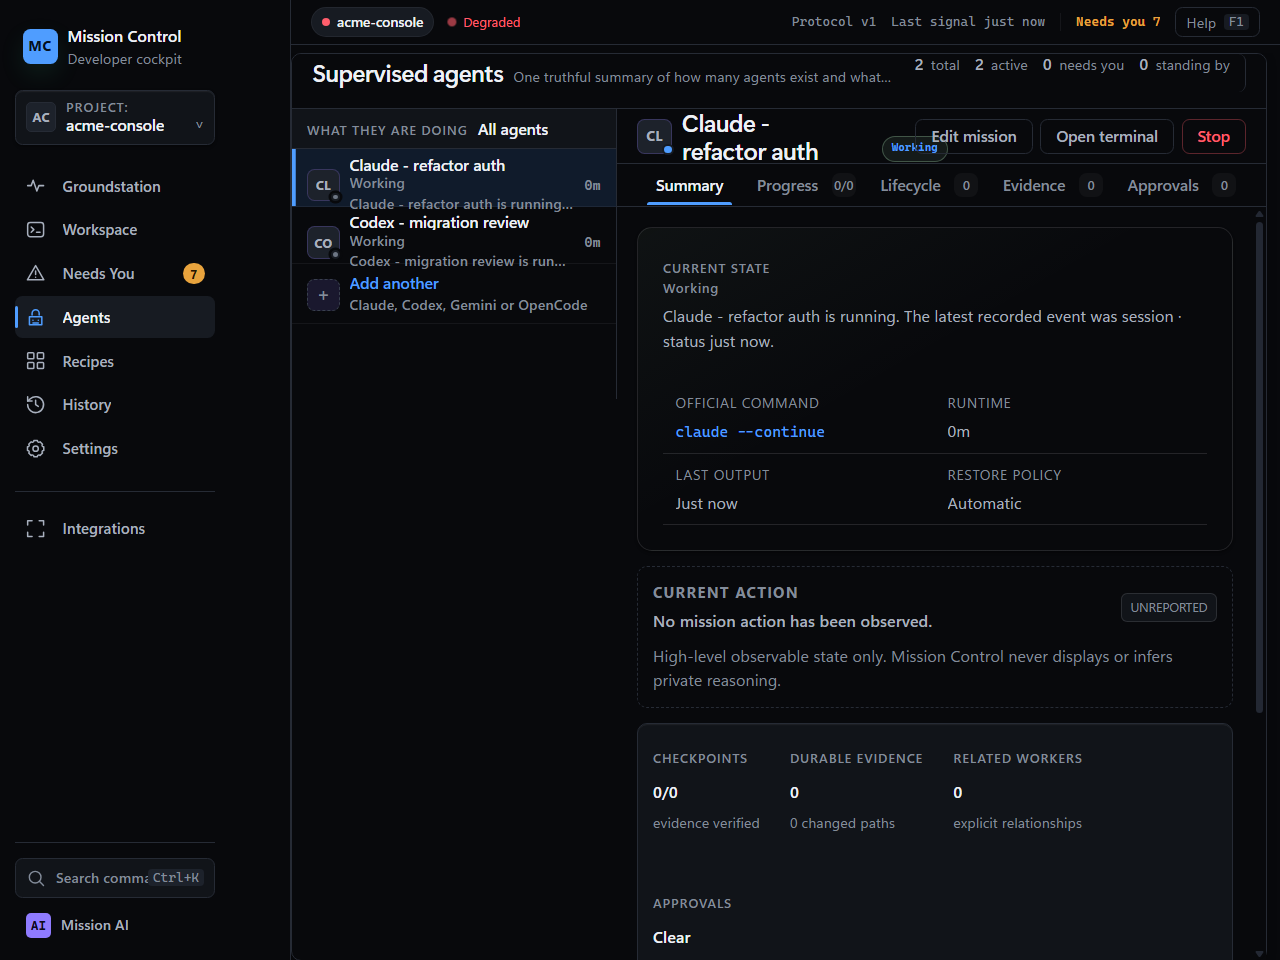 MC
Mission Control
Developer cockpit
AC
PROJECT:
acme-console
v
Groundstation
Workspace
Needs You 7
Agents
Recipes
History
Settings
Integrations
Search comma Ctrl+K
AI Mission AI
acme-console Degraded
Protocol v1 Last signal just now Needs you 7 Help F1
Supervised agents One truthful summary of how many agents exist and what...
2 total 2 active 0 needs you 0 standing by
WHAT THEY ARE DOING All agents
CL
Claude - refactor auth
Working
0m
Claude - refactor auth is running...
CO
Codex - migration review
Working
0m
Codex - migration review is run...
+
Add another
Claude, Codex, Gemini or OpenCode
CL
Claude -
refactor auth
Working
Edit mission
Open terminal
Stop
Summary Progress 0/0 Lifecycle 0 Evidence 0 Approvals 0
CURRENT STATE
Working
Claude - refactor auth is running. The latest recorded event was session ·
status just now.
OFFICIAL COMMAND RUNTIME
claude --continue 0m
LAST OUTPUT RESTORE POLICY
Just now Automatic
CURRENT ACTION
No mission action has been observed.
UNREPORTED
High-level observable state only. Mission Control never displays or infers
private reasoning.
CHECKPOINTS DURABLE EVIDENCE RELATED WORKERS
0/0 0 0
evidence verified 0 changed paths explicit relationships
APPROVALS
Clear